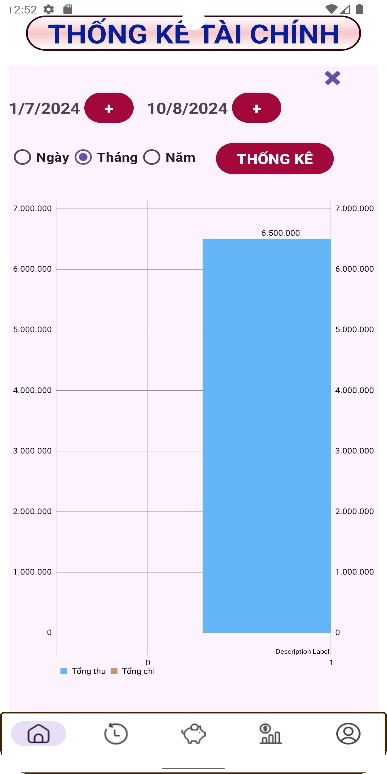 12:52
THỐNG KÊ TÀI CHÍNH
1/7/2024 + 10/8/2024 +
Ngày Tháng Năm THỐNG KÊ
7.000.000 7.000.000
6.500.000
6.000.000 6.000.000
5.000.000 5.000.000
4.000.000 4.000.000
3.000.000 3.000.000
2.000.000 2.000.000
1.000.000 1.000.000
0 0
Description Label
0 1
Tổng thu Tổng chi